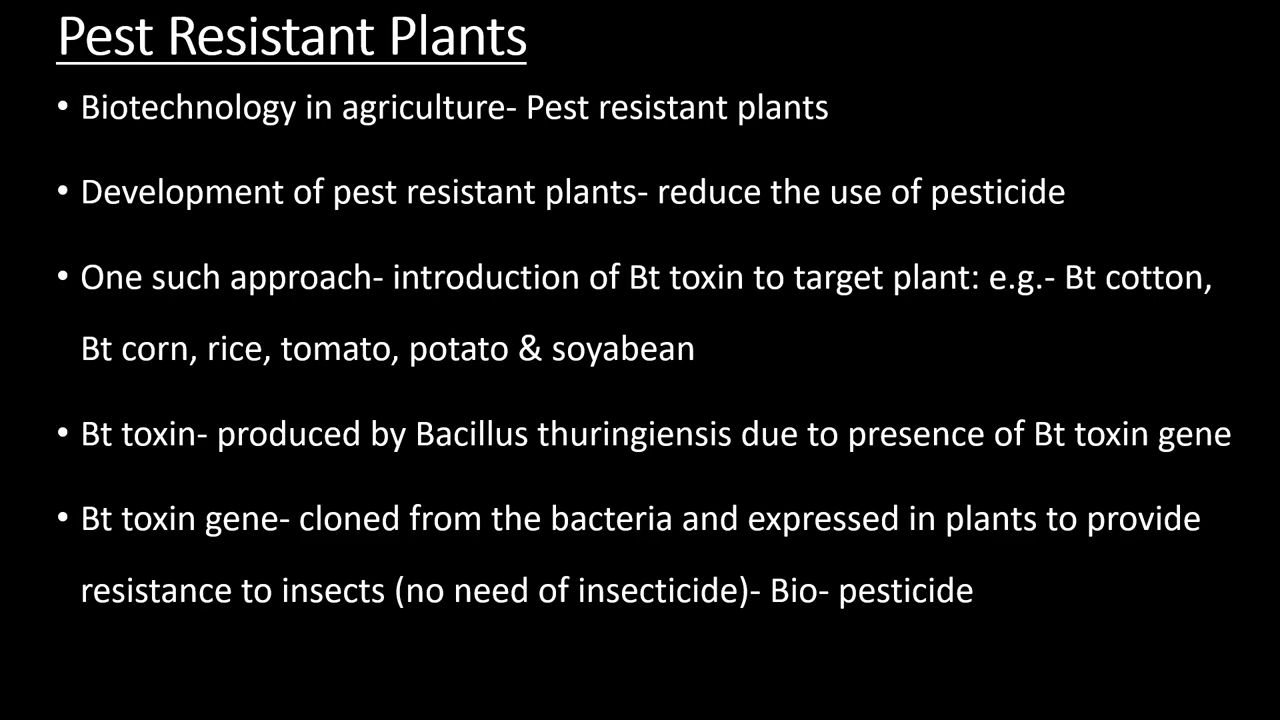 Pest Resistant Plants
• Biotechnology in agriculture- Pest resistant plants
• Development of pest resistant plants- reduce the use of pesticide
• One such approach- introduction of Bt toxin to target plant: e.g.- Bt cotton,
Bt corn, rice, tomato, potato & soyabean
• Bt toxin- produced by Bacillus thuringiensis due to presence of Bt toxin gene
• Bt toxin gene- cloned from the bacteria and expressed in plants to provide
resistance to insects (no need of insecticide)- Bio- pesticide